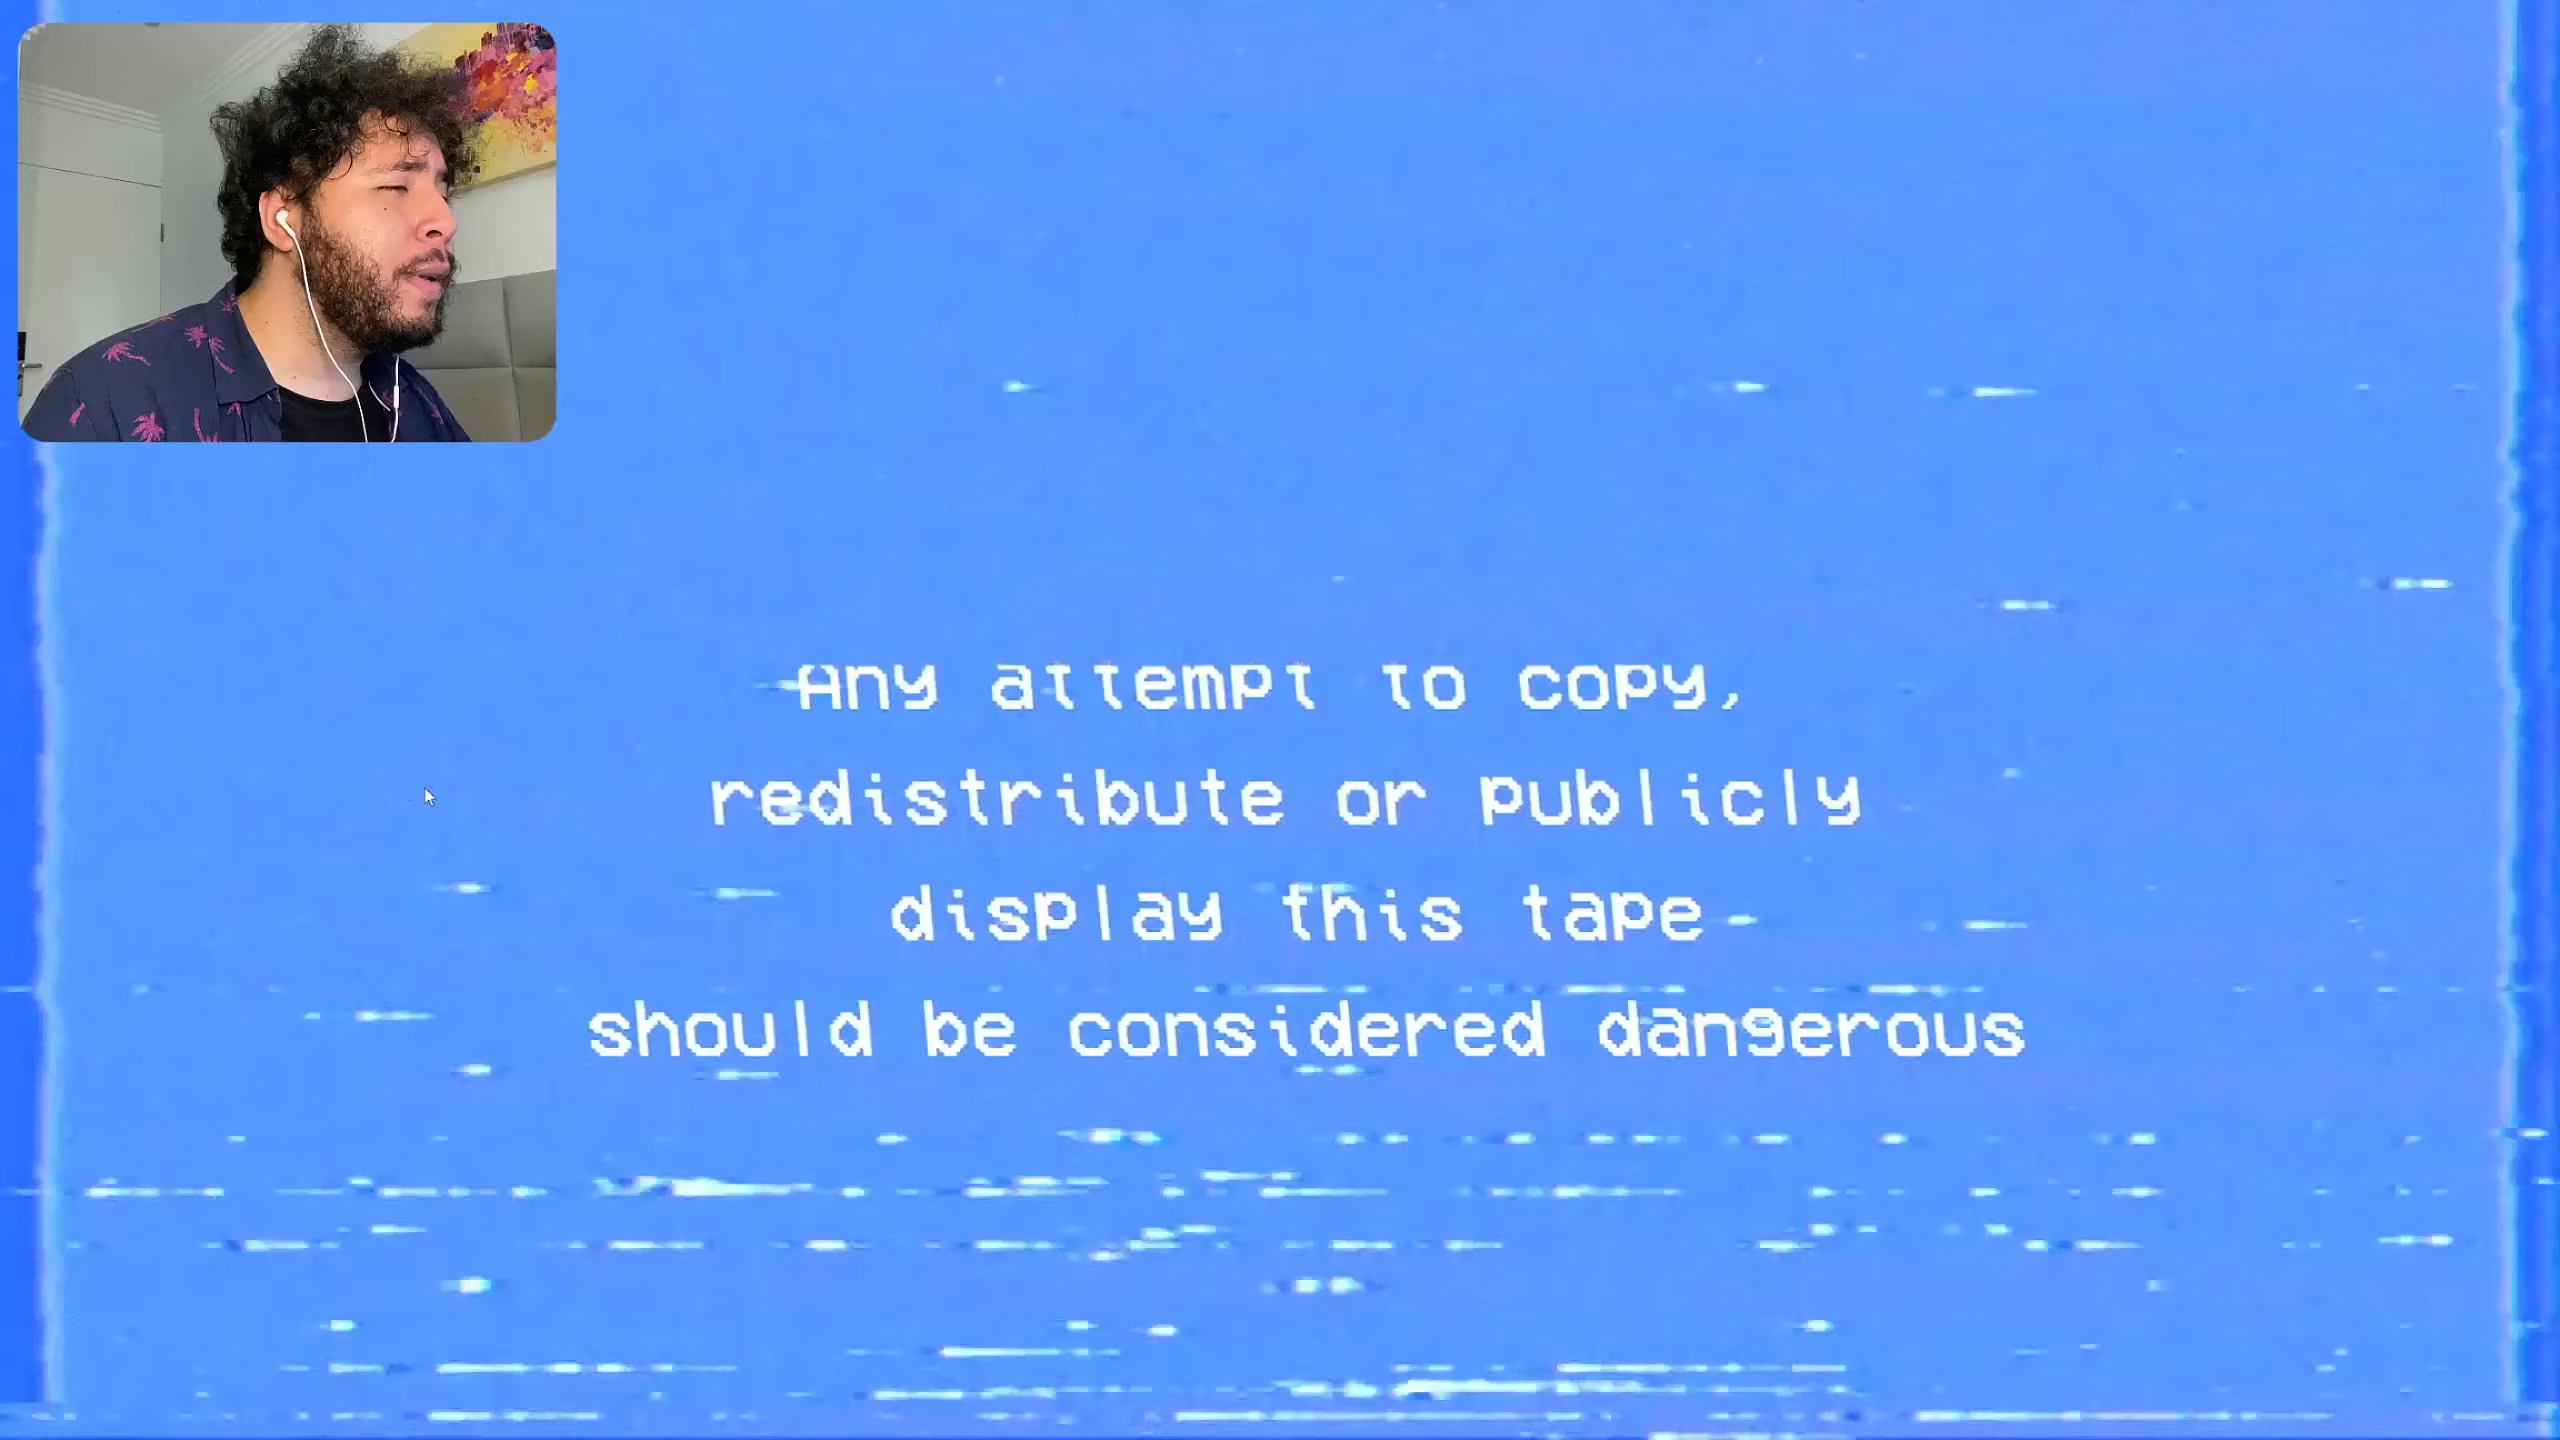 Any attempt to copy,
redistribute or publicly
display this tape
should be considered dangerous